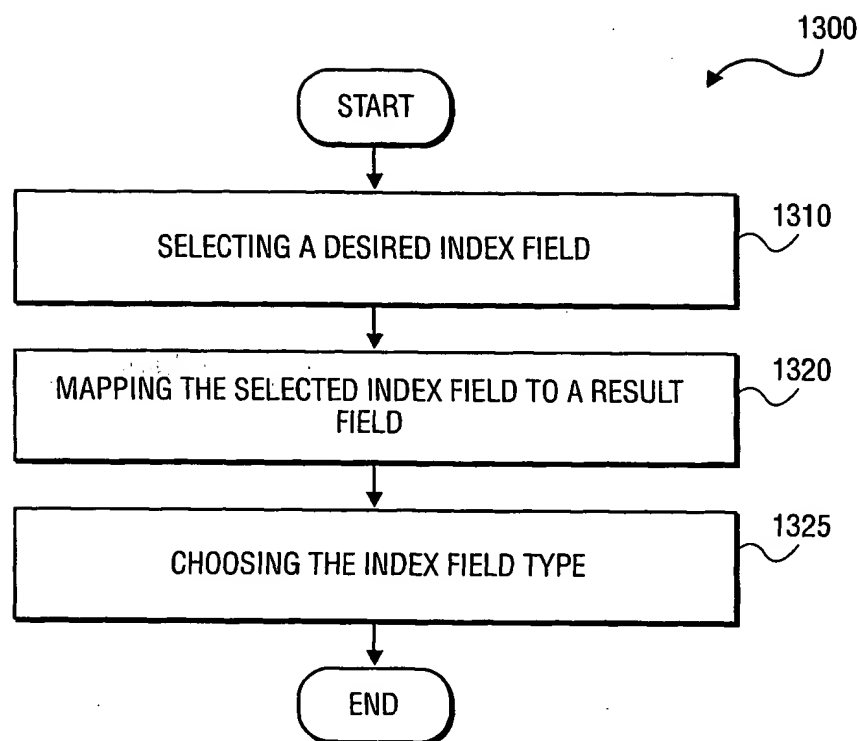 1300
START
SELECTING A DESIRED INDEX FIELD
1310
MAPPING THE SELECTED INDEX FIELD TO A RESULT
FIELD
1320
CHOOSING THE INDEX FIELD TYPE
1325
END